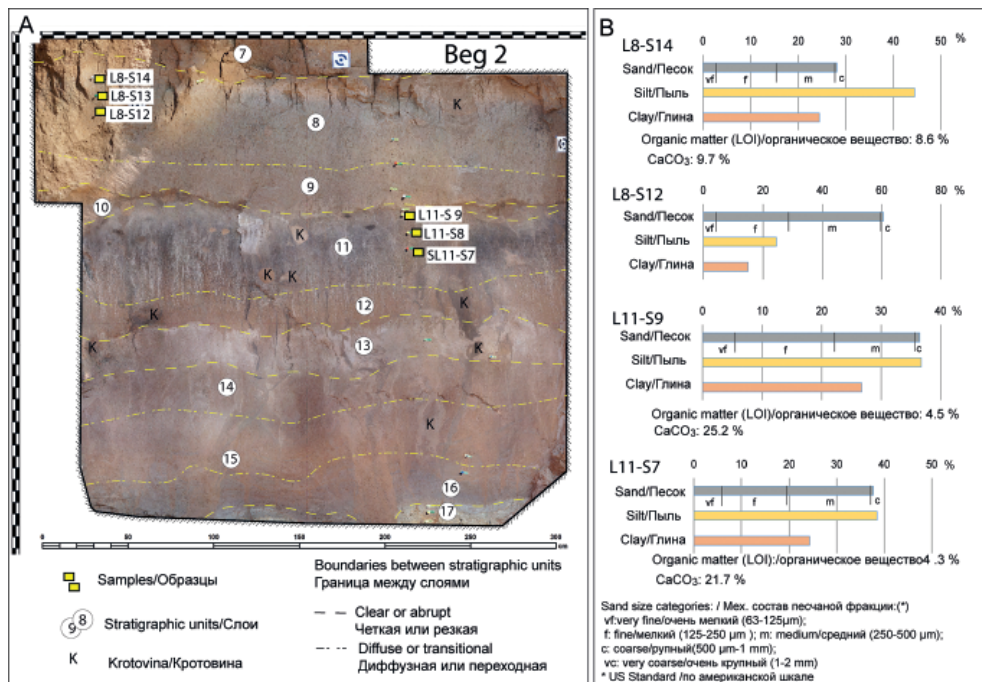 A
Beg 2
7
L8-S14
L8-S13
L8-S12
K
8
9
10
L11-S 9
L11-S8
SL11-S7
K
11
K
K
12
K
K
K
13
K
14
K
15
16
17
0
50
100
150
200
250
300
cm
Samples/Образцы
9 8
Stratigraphic units/Слои
K
Krotovina/Кротовина
Boundaries between stratigraphic units
Граница между слоями
Clear or abrupt
Четкая или резкая
Diffuse or transitional
Диффузная или переходная
B
L8-S14
0 10 20 30 40 50 %
Sand/Песок
vf f m c
Silt/Пыль
Clay/Глина
Organic matter (LOI)/органическое вещество: 8.6 %
CaCO3: 9.7 %
L8-S12
0 20 40 60 80 %
Sand/Песок
vf f m c
Silt/Пыль
Clay/Глина
L11-S9
0 10 20 30 40 %
Sand/Песок
vf f m c
Silt/Пыль
Clay/Глина
Organic matter (LOI)/органическое вещество: 4.5 %
CaCO3: 25.2 %
L11-S7
0 10 20 30 40 50 %
Sand/Песок
vf f m c
Silt/Пыль
Clay/Глина
Organic matter (LOI):/органическое вещество4 .3 %
CaCO3: 21.7 %
Sand size categories: / Мех. состав песчаной фракции:(*)
vf:very fine/очень мелкий (63-125µm);
f: fine/мелкий (125-250 µm ); m: medium/средний (250-500 µm);
c: coarse/рупный(500 µm-1 mm);
vc: very coarse/очень крупный (1-2 mm)
* US Standard /по американской шкале